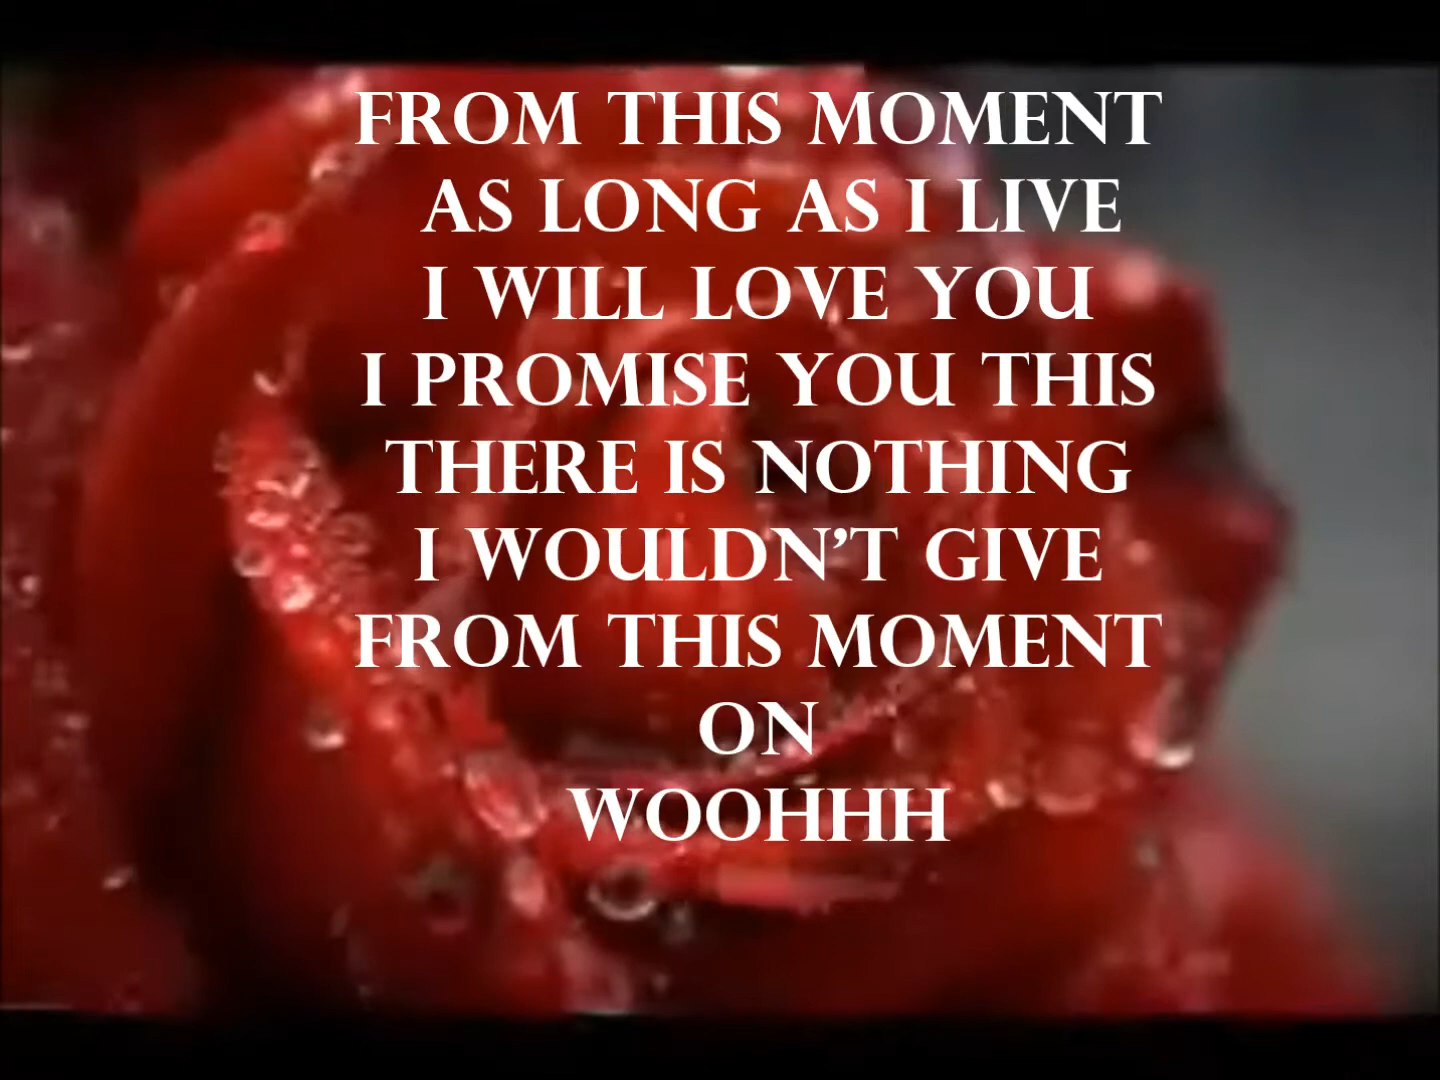 FROM THIS MOMENT
AS LONG AS I LIVE
I WILL LOVE YOU
I PROMISE YOU THIS
THERE IS NOTHING
I WOULDN'T GIVE
FROM THIS MOMENT
ON
WOOHHH